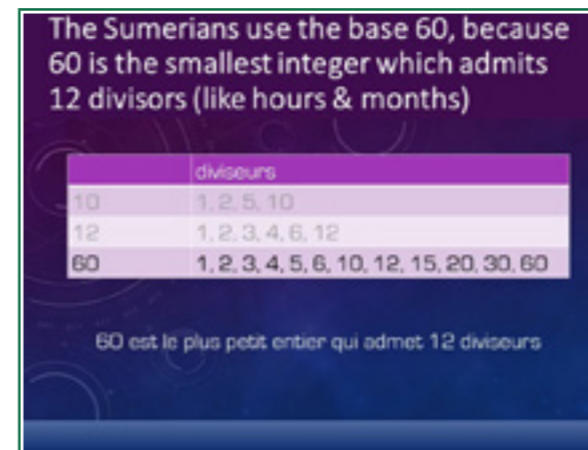 The Sumerians use the base 60, because
60 is the smallest integer which admits
12 divisors (like hours & months)
diviseurs
10 1, 2, 5, 10
12 1, 2, 3, 4, 6, 12
60 1, 2, 3, 4, 5, 6, 10, 12, 15, 20, 30, 60
60 est le plus petit entier qui admet 12 diviseurs